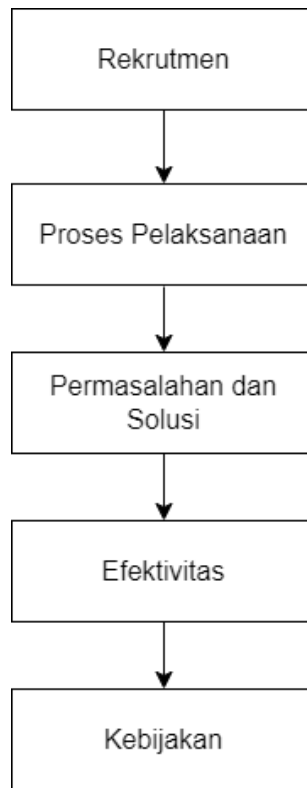 Rekrutmen
Proses Pelaksanaan
Permasalahan dan
Solusi
Efektivitas
Kebijakan